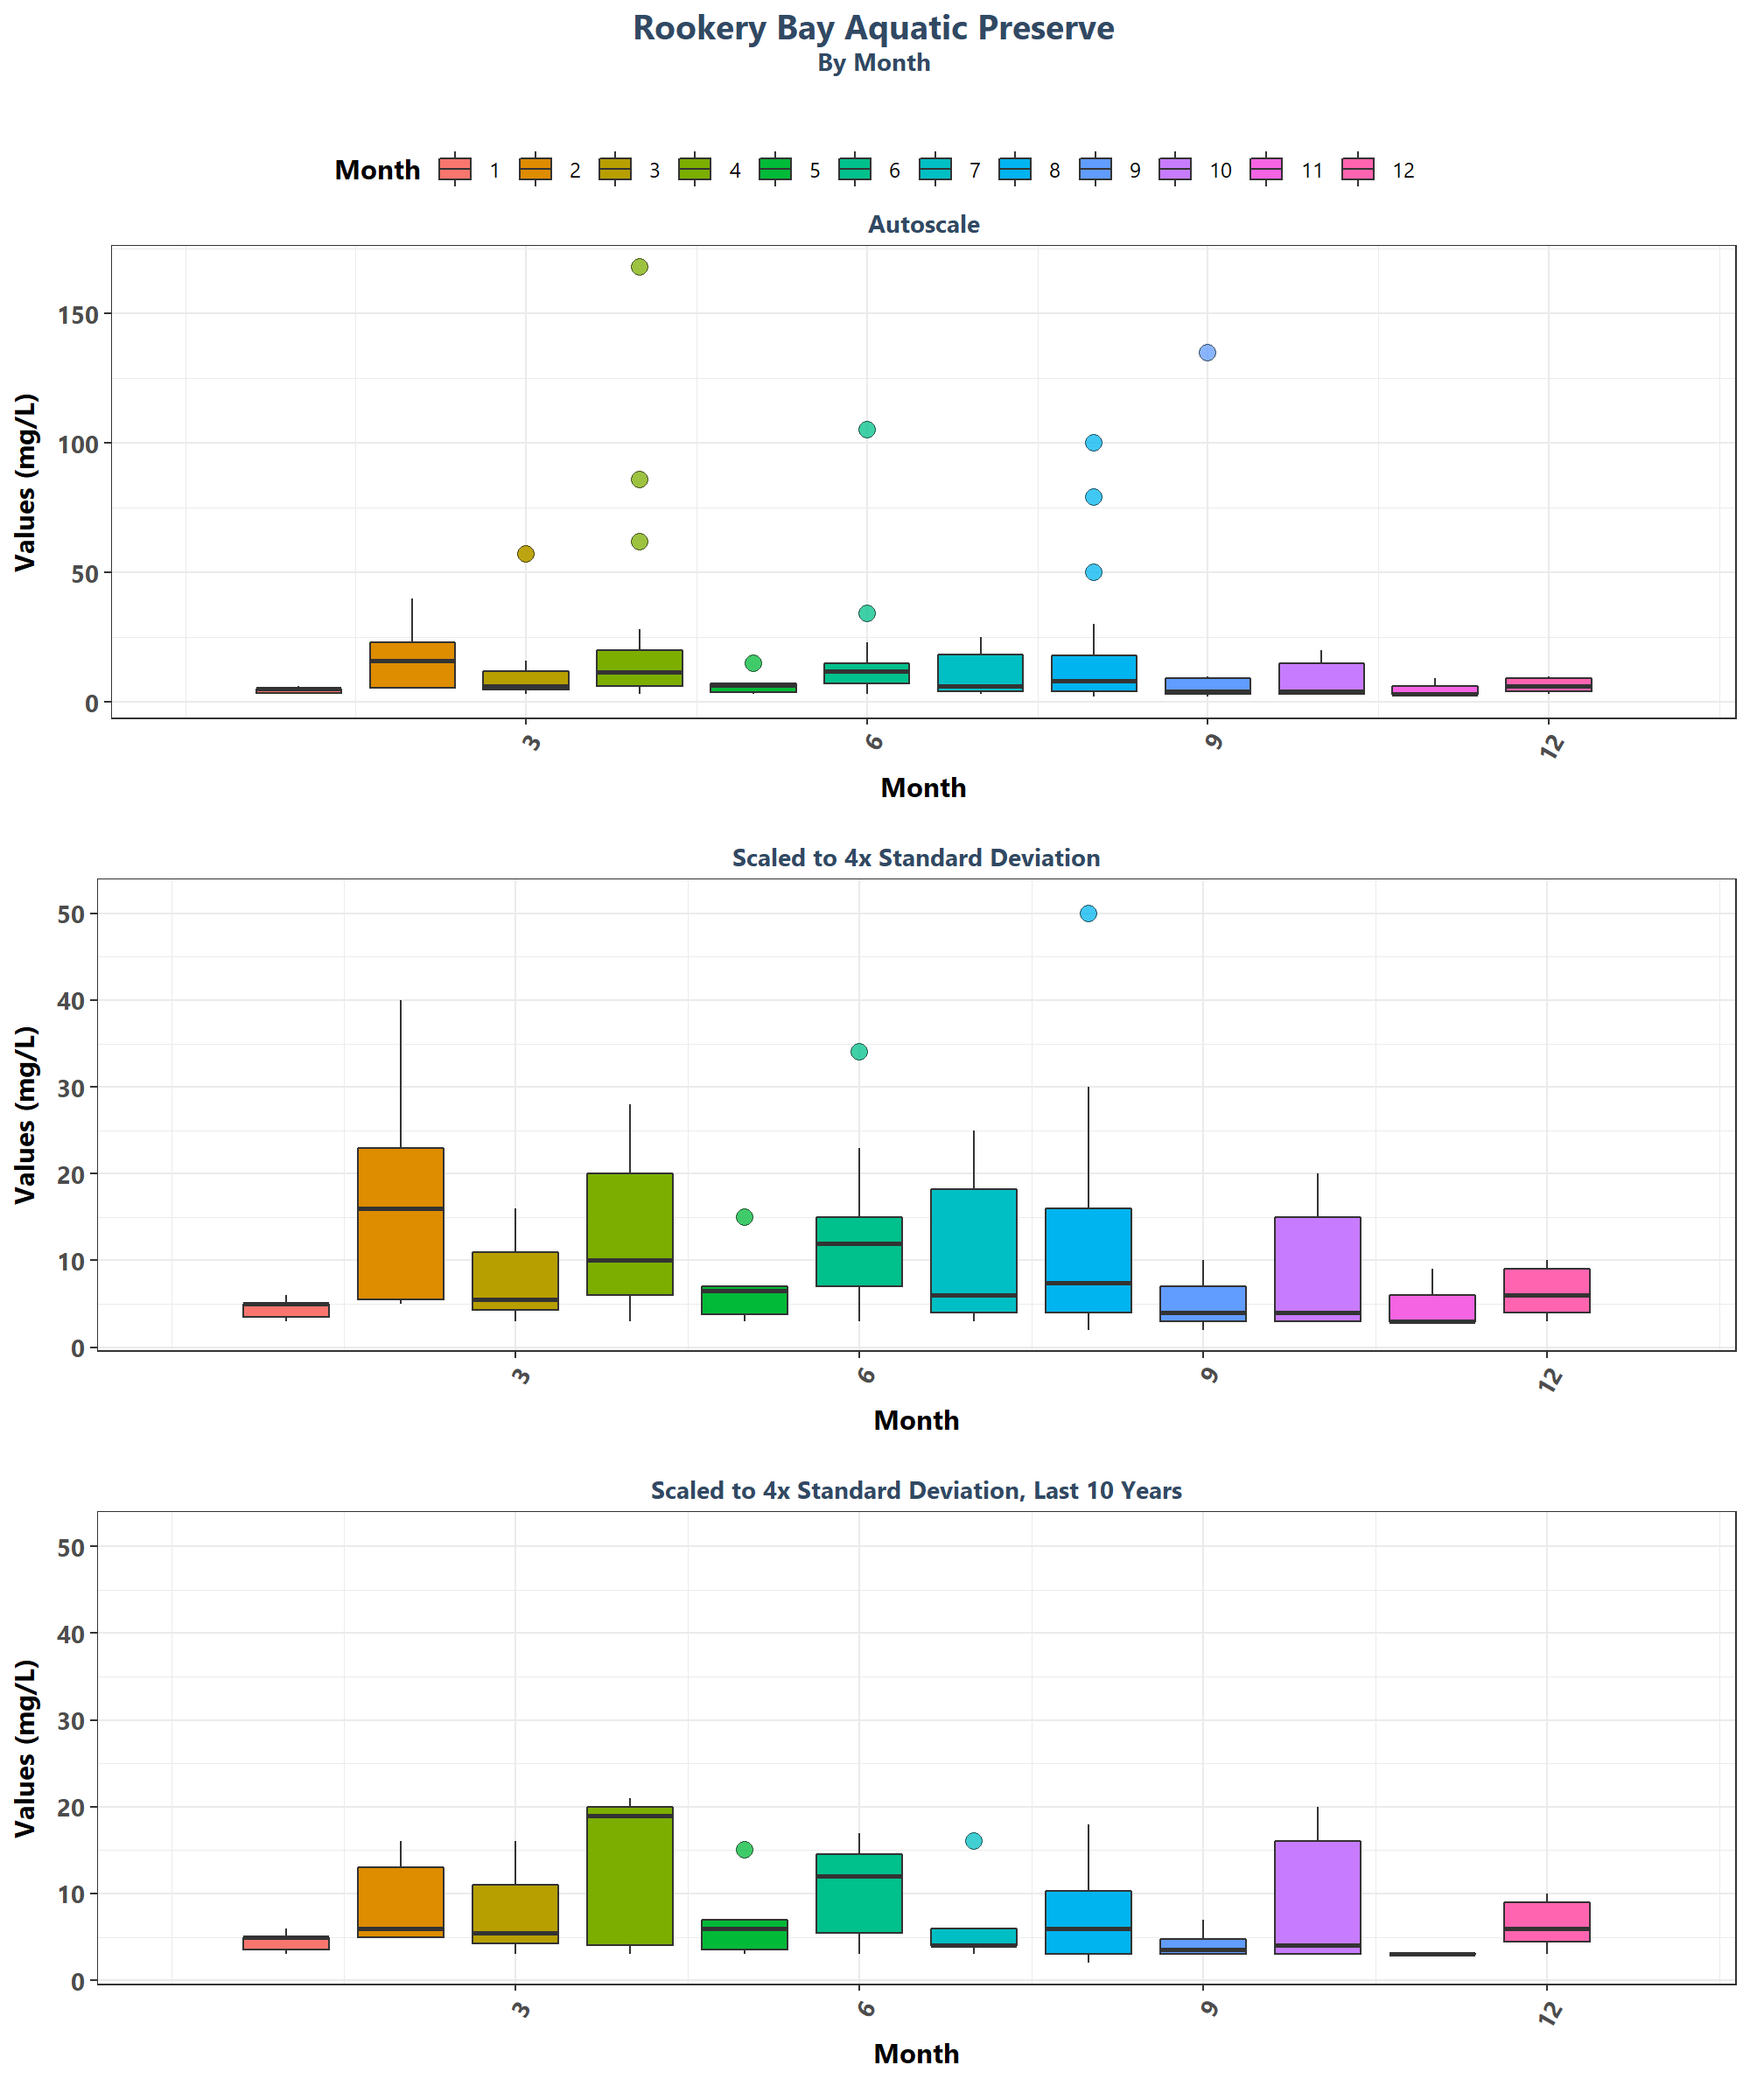 Rookery Bay Aquatic Preserve
By Month
Month 1 2 3 4 5 6 7 8 9 10 11 12
Autoscale
Values (mg/L)
150
100
50
0
3 6 9 12
Month
Scaled to 4x Standard Deviation
Values (mg/L)
50
40
30
20
10
0
3 6 9 12
Month
Scaled to 4x Standard Deviation, Last 10 Years
Values (mg/L)
50
40
30
20
10
0
3 6 9 12
Month